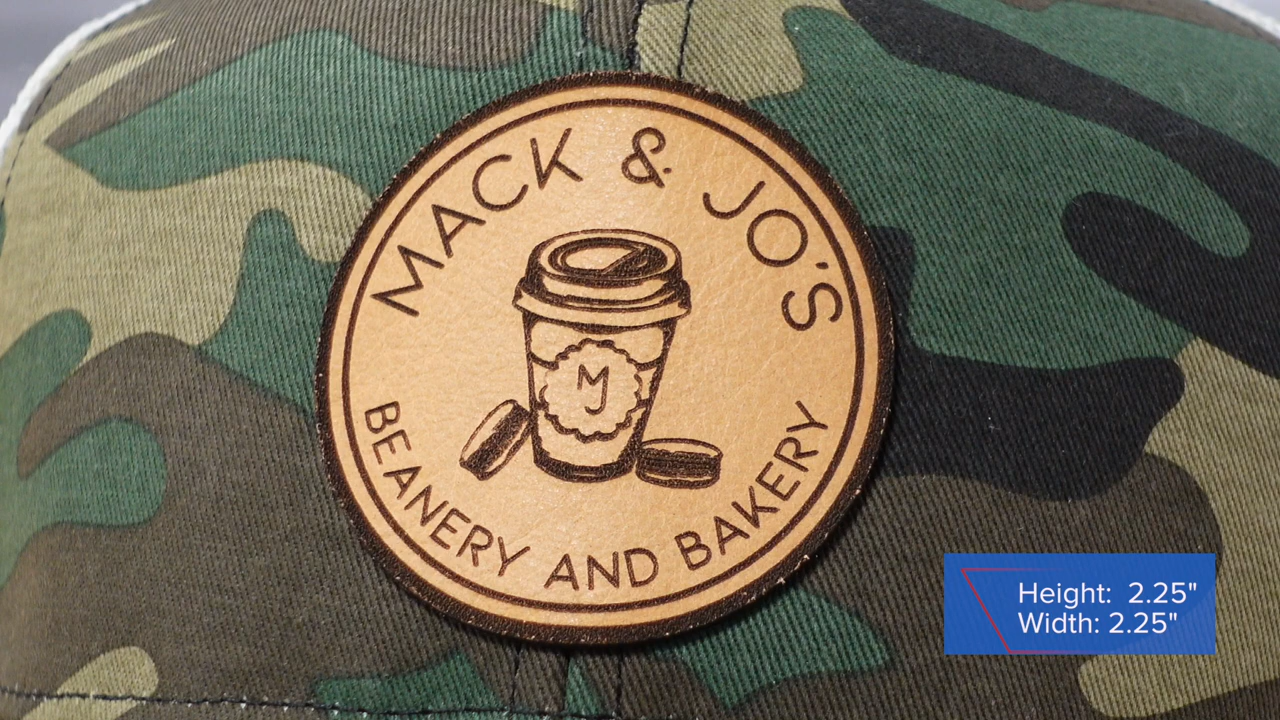 MACK & JO'S
MJ
BEANERY AND BAKERY
Height: 2.25"
Width: 2.25"